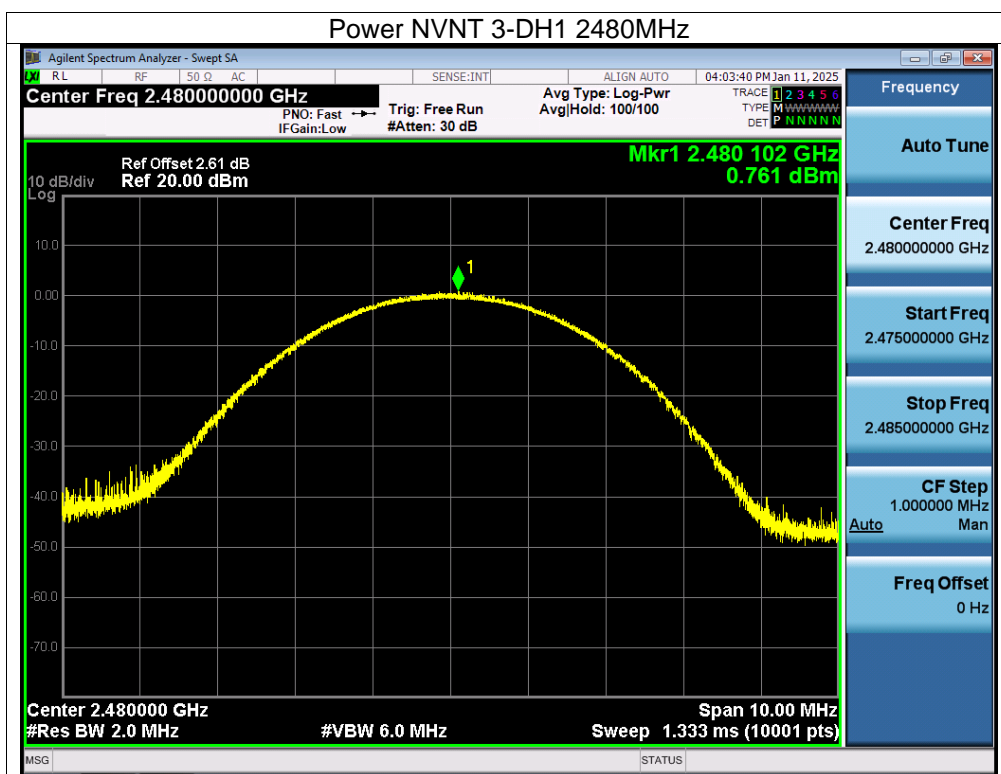 Power NVNT 3-DH1 2480MHz
Agilent Spectrum Analyzer - Swept SA
LXI RL RF 50 Ω AC SENSE:INT ALIGN AUTO 04:03:40 PM Jan 11, 2025
Center Freq 2.480000000 GHz
PNO: Fast
IFGain:Low
Trig: Free Run
#Atten: 30 dB
Avg Type: Log-Pwr
Avg|Hold: 100/100
TRACE 1 2 3 4 5 6
TYPE M WWWWW
DET P N N N N N
Mkr1 2.480 102 GHz
0.761 dBm
Ref Offset 2.61 dB
10 dB/div Ref 20.00 dBm
Log
10.0
0.00
-10.0
-20.0
-30.0
-40.0
-50.0
-60.0
-70.0
1
Center 2.480000 GHz Span 10.00 MHz
#Res BW 2.0 MHz #VBW 6.0 MHz Sweep 1.333 ms (10001 pts)
MSG STATUS
Frequency
Auto Tune
Center Freq
2.480000000 GHz
Start Freq
2.475000000 GHz
Stop Freq
2.485000000 GHz
CF Step
1.000000 MHz
Auto Man
Freq Offset
0 Hz